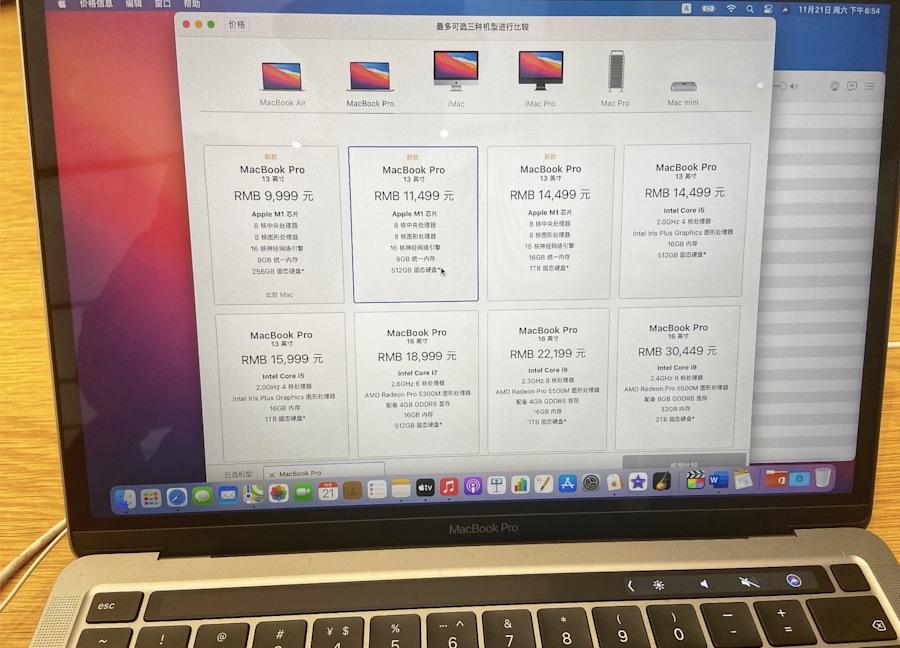 价格信息 编辑 窗口 帮助
A
11月21日 周六 下午6:54
价格
最多可选三种机型进行比较
MacBook Air
MacBook Pro
iMac
iMac Pro
Mac Pro
Mac mini
新款
MacBook Pro
13 英寸
RMB 9,999 元
Apple M1 芯片
8 核中央处理器
8 核图形处理器
16 核神经网络引擎
8GB 统一内存
256GB 固态硬盘*
此款 Mac
新款
MacBook Pro
13 英寸
RMB 11,499 元
Apple M1 芯片
8 核中央处理器
8 核图形处理器
16 核神经网络引擎
8GB 统一内存
512GB 固态硬盘*
新款
MacBook Pro
13 英寸
RMB 14,499 元
Apple M1 芯片
8 核中央处理器
8 核图形处理器
16 核神经网络引擎
16GB 统一内存
1TB 固态硬盘*
MacBook Pro
13 英寸
RMB 14,499 元
Intel Core i5
2.0GHz 4 核处理器
Intel Iris Plus Graphics 图形处理器
16GB 内存
512GB 固态硬盘*
MacBook Pro
13 英寸
RMB 15,999 元
Intel Core i5
2.0GHz 4 核处理器
Intel Iris Plus Graphics 图形处理器
16GB 内存
1TB 固态硬盘*
MacBook Pro
16 英寸
RMB 18,999 元
Intel Core i7
2.6GHz 6 核处理器
AMD Radeon Pro 5300M 图形处理器
配备 4GB GDDR6 显存
16GB 内存
512GB 固态硬盘*
MacBook Pro
16 英寸
RMB 22,199 元
Intel Core i9
2.3GHz 8 核处理器
AMD Radeon Pro 5500M 图形处理器
配备 4GB GDDR6 显存
16GB 内存
1TB 固态硬盘*
MacBook Pro
16 英寸
RMB 30,449 元
Intel Core i9
2.4GHz 8 核处理器
AMD Radeon Pro 5500M 图形处理器
配备 8GB GDDR6 显存
32GB 内存
2TB 固态硬盘*
已选机型:
× MacBook Pro
机型比较
21
tv
W
MacBook Pro
esc
~ ! @ # ¥ $ % … ^ & * ( ) — + =
4 5 6 7 8 9 0 -